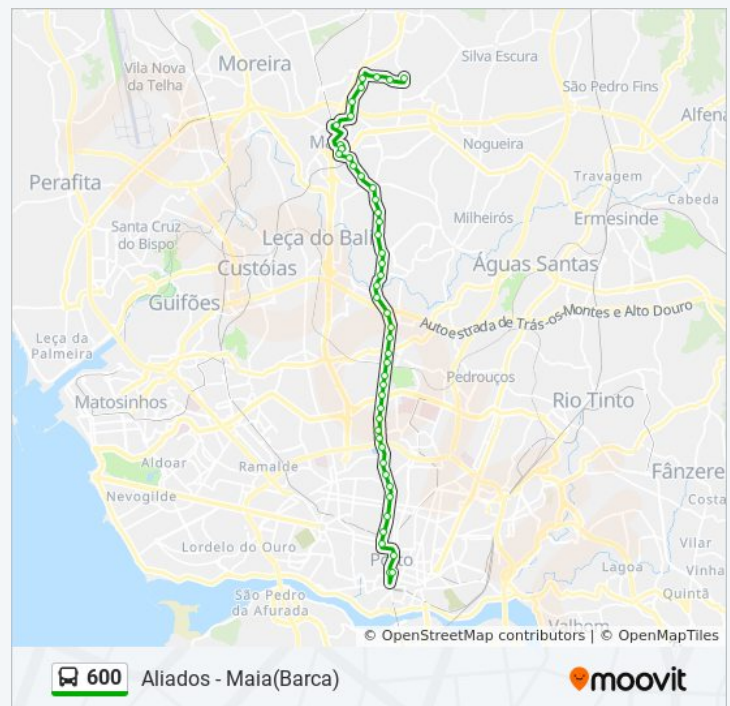 Silva Escura
Moreira
Vila Nova
da Telha
São Pedro Fins
Alfena
Nogueira
Travagem
Perafita
Cabeda
Milheirós
Ermesinde
Santa Cruz
do Bispo
Leça do Bali
Custóias
Águas Santas
Guifões
Autoestrada de Trás-os-Montes e Alto Douro
Leça da
Palmeira
Pedrouços
Matosinhos
Rio Tinto
Aldoar
Ramalde
Fânzere
Nevogilde
Costa
Lordelo do Ouro
Vilar
Porto
Lagoa
Vinha
São Pedro
da Afurada
Quintã
Valbom
© OpenStreetMap contributors | © OpenMapTiles
600 Aliados - Maia(Barca)
moovit